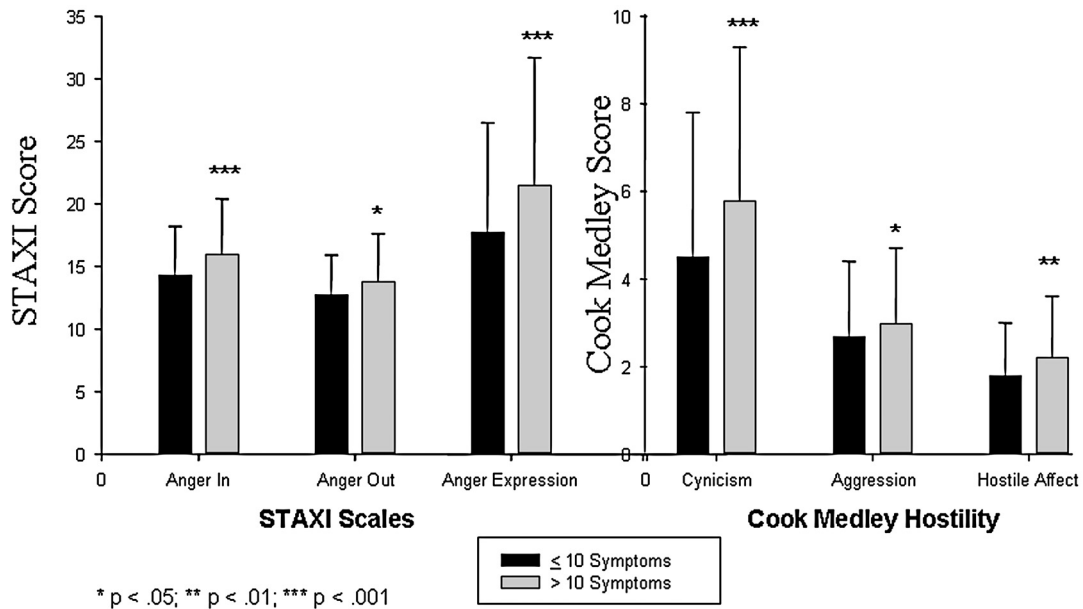 STAXI Score
35
30
25
20
15
10
5
0
***
*
***
0 Anger In Anger Out Anger Expression
STAXI Scales
Cook Medley Score
10
8
6
4
2
0
***
*
**
0 Cynicism Aggression Hostile Affect
Cook Medley Hostility
≤ 10 Symptoms
> 10 Symptoms
* p < .05; ** p < .01; *** p < .001